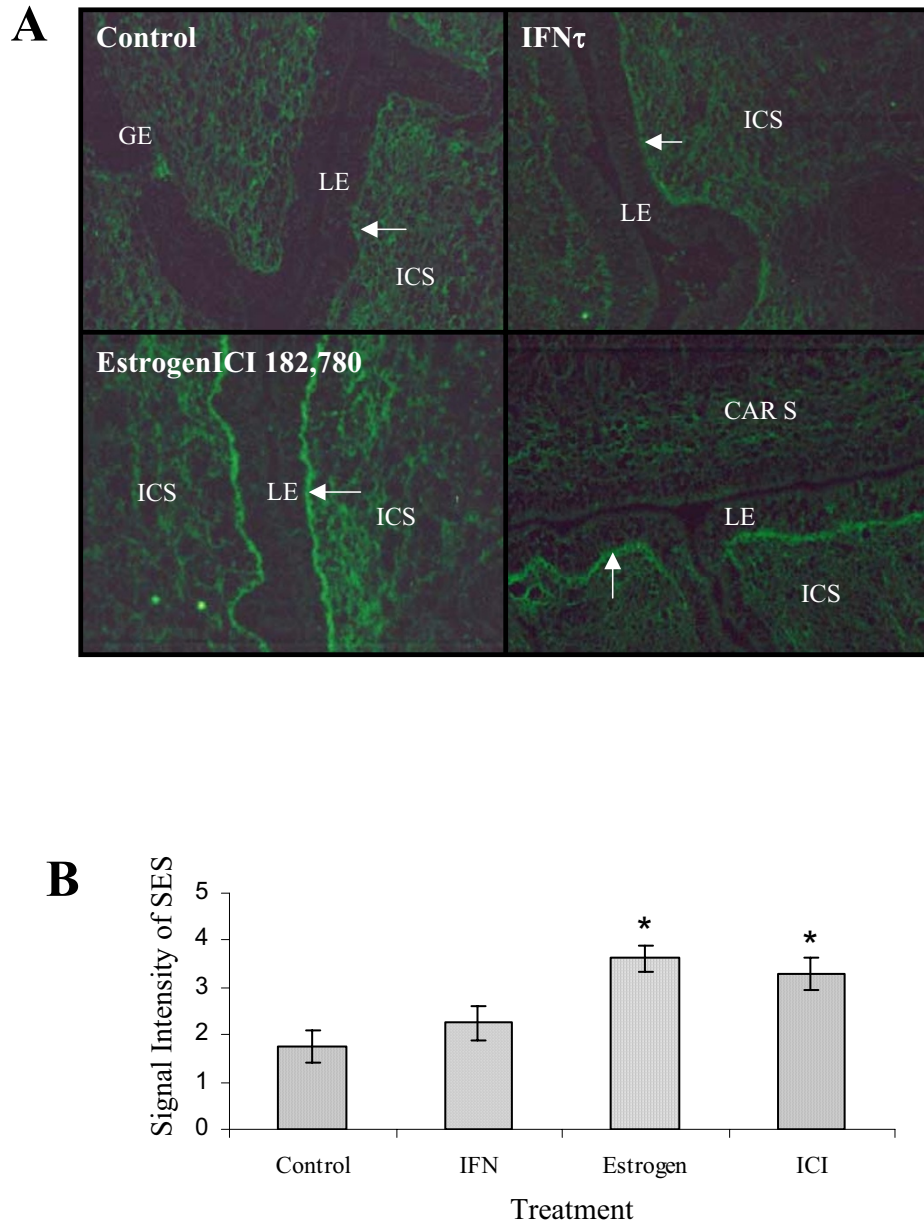 A
Control
GE
LE
ICS
IFNτ
ICS
LE
EstrogenICI 182,780
ICS
LE
ICS
CAR S
LE
ICS
B
Signal Intensity of SES
5
4
3
2
1
0
*
*
Control IFN Estrogen ICI
Treatment